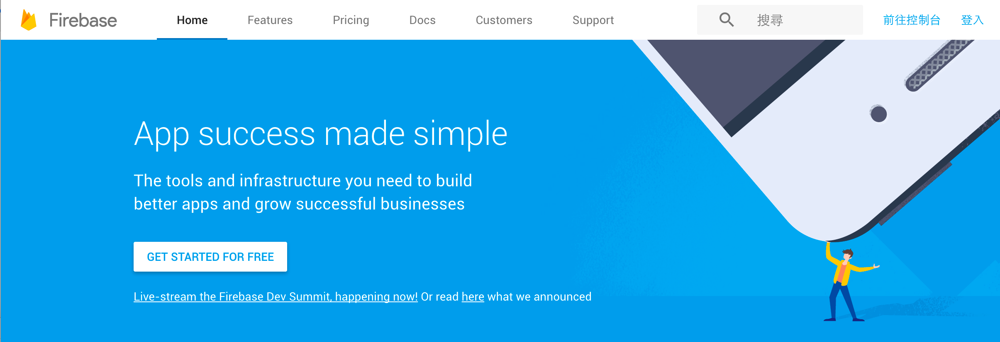 Firebase
Home Features Pricing Docs Customers Support 搜尋 前往控制台 登入
App success made simple
The tools and infrastructure you need to build
better apps and grow successful businesses
GET STARTED FOR FREE
Live-stream the Firebase Dev Summit, happening now! Or read here what we announced